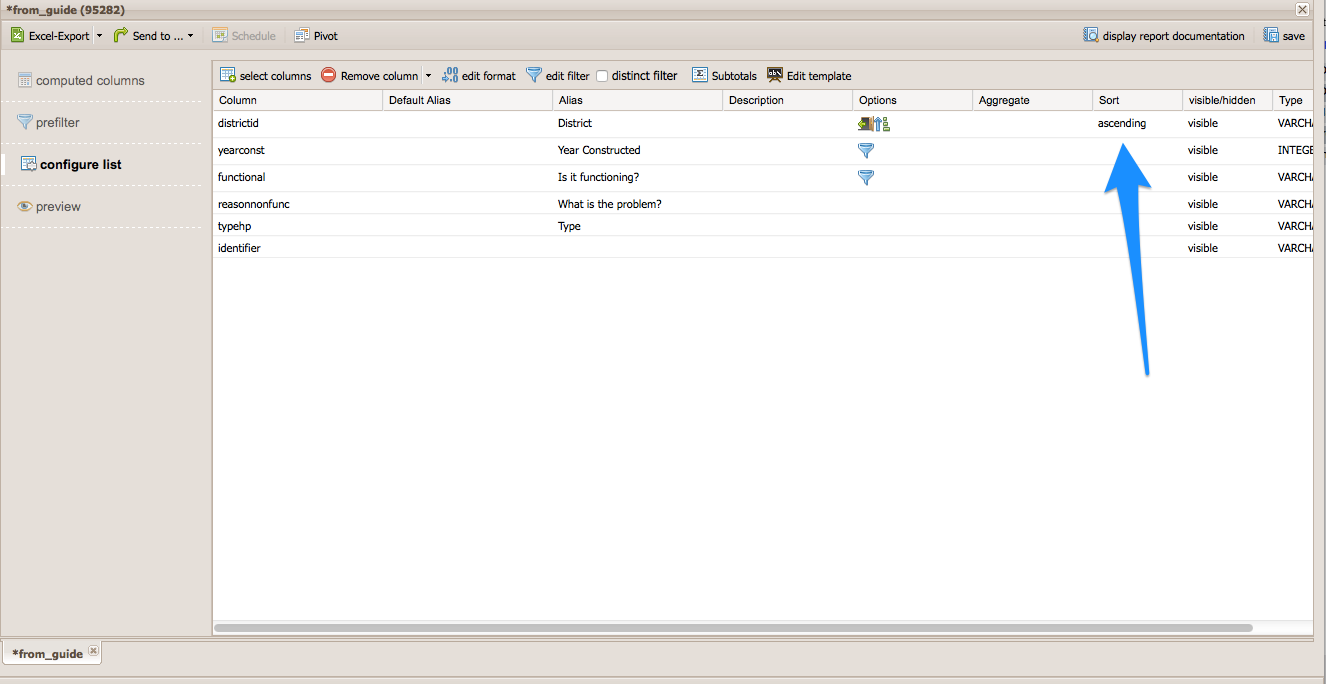 *from_guide (95282)
Excel-Export Send to ... Schedule Pivot display report documentation save
computed columns
prefilter
configure list
preview
select columns Remove column edit format edit filter distinct filter Subtotals Edit template
Column Default Alias Alias Description Options Aggregate Sort visible/hidden Type
districtid District ascending visible VARCHA
yearconst Year Constructed visible INTEGE
functional Is it functioning? visible VARCHA
reasonnonfunc What is the problem? visible VARCHA
typehp Type visible VARCHA
identifier visible VARCHA
*from_guide